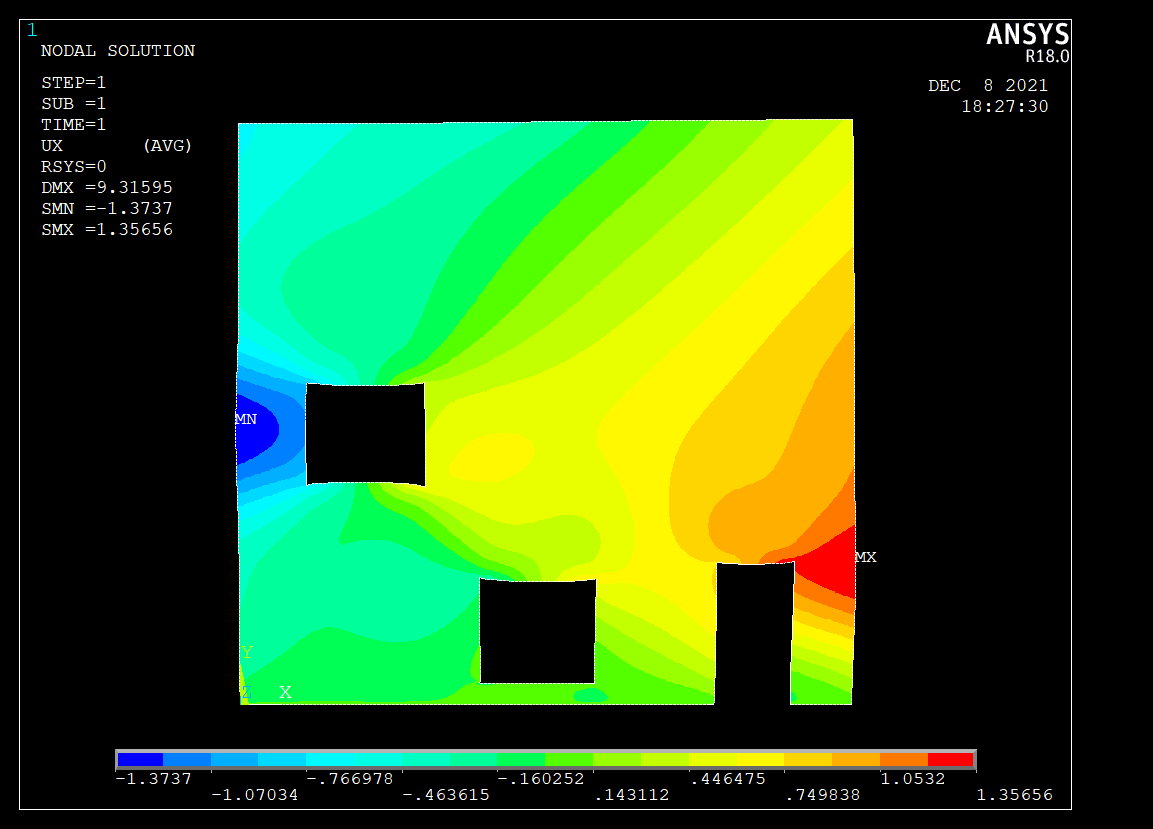 1
ANSYS
R18.0
NODAL SOLUTION
STEP=1
SUB =1
TIME=1
UX (AVG)
RSYS=0
DMX =9.31595
SMN =-1.3737
SMX =1.35656
DEC 8 2021
18:27:30
MN
MX
Y
Z X
-1.3737 -.766978 -.160252 .446475 1.0532
-1.07034 -.463615 .143112 .749838 1.35656